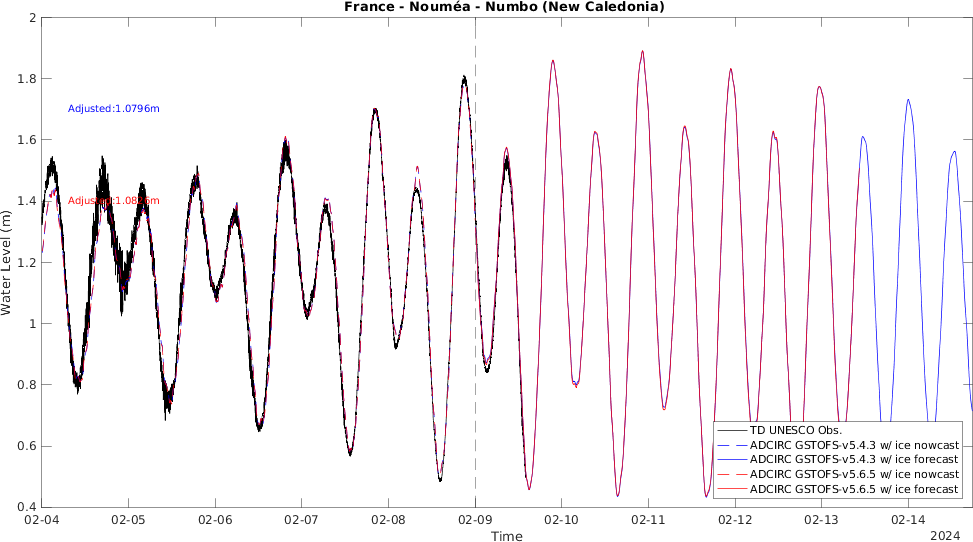 France - Nouméa - Numbo (New Caledonia)
2
1.8
1.6
1.4
1.2
1
0.8
0.6
0.4
Water Level (m)
Adjusted:1.0796m
TD UNESCO Obs.
ADCIRC GSTOFS-v5.4.3 w/ ice nowcast
ADCIRC GSTOFS-v5.4.3 w/ ice forecast
ADCIRC GSTOFS-v5.6.5 w/ ice nowcast
ADCIRC GSTOFS-v5.6.5 w/ ice forecast
02-04 02-05 02-06 02-07 02-08 02-09 02-10 02-11 02-12 02-13 02-14
Time
2024